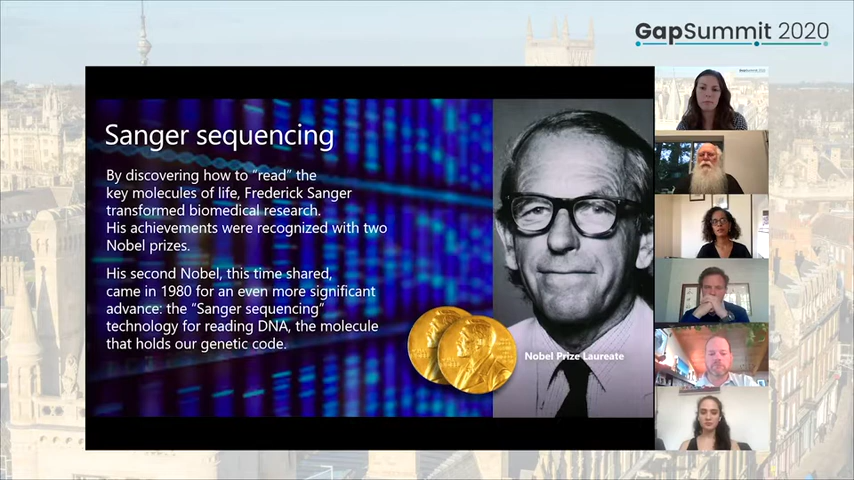 GapSummit 2020
Sanger sequencing
By discovering how to “read” the
key molecules of life, Frederick Sanger
transformed biomedical research.
His achievements were recognized with two
Nobel prizes.
His second Nobel, this time shared,
came in 1980 for an even more significant
advance: the “Sanger sequencing”
technology for reading DNA, the molecule
that holds our genetic code.
Nobel Prize Laureate